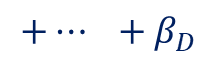 + ⋯ + β_D